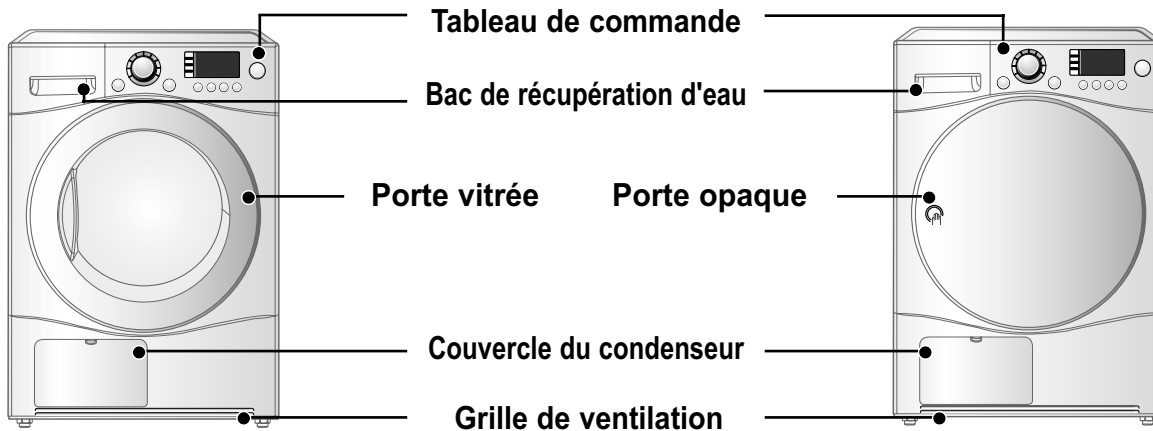 Tableau de commande
Bac de récupération d'eau
Porte vitrée
Porte opaque
Couvercle du condenseur
Grille de ventilation